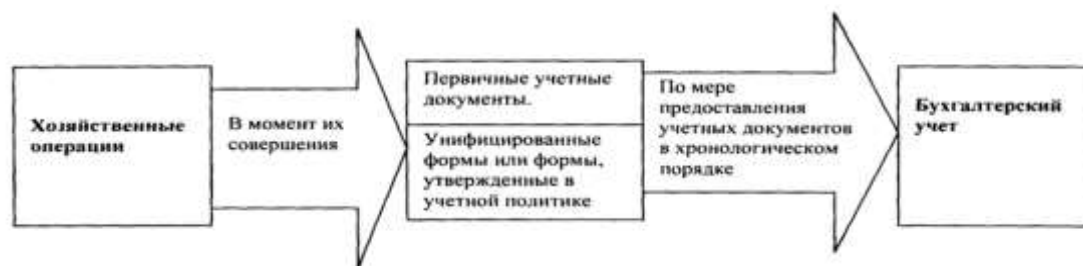 Хозяйственные
операции
В момент их
совершения
Первичные учетные
документы.
Унифицированные
формы или формы,
утвержденные в
учетной политике
По мере
предоставления
учетных документов
в хронологическом
порядке
Бухгалтерский
учет